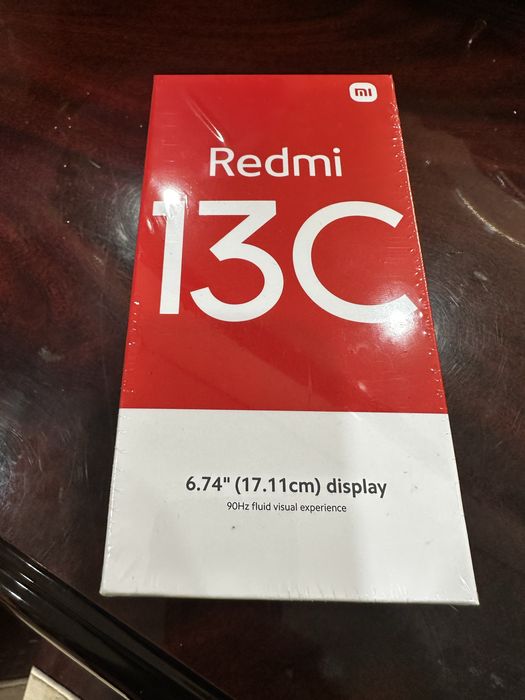 mi
Redmi
13C
6.74" (17.11cm) display
90Hz fluid visual experience